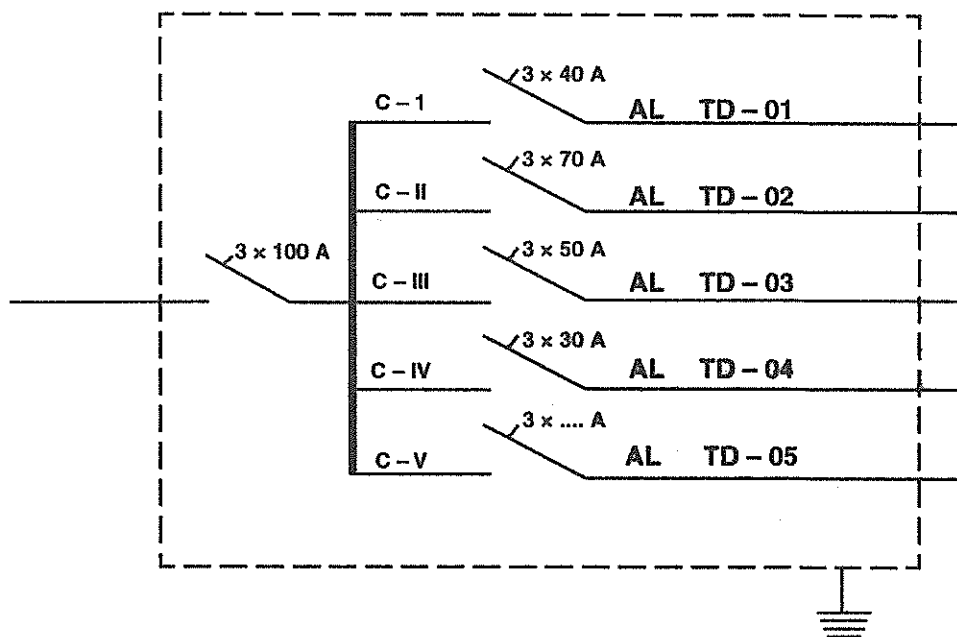 3 × 40 A
C – 1
AL TD – 01
3 × 70 A
C – II
AL TD – 02
3 × 100 A
3 × 50 A
C – III
AL TD – 03
3 × 30 A
C – IV
AL TD – 04
3 × .... A
C – V
AL TD – 05